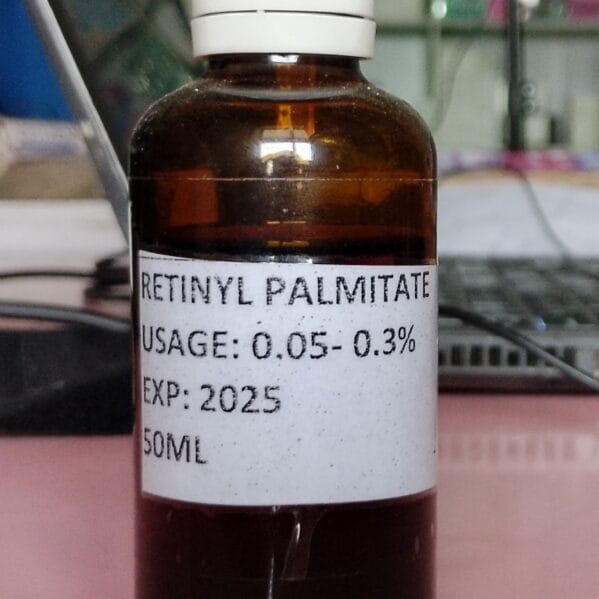 RETINYL PALMITATE
USAGE: 0.05- 0.3%
EXP: 2025
50ML